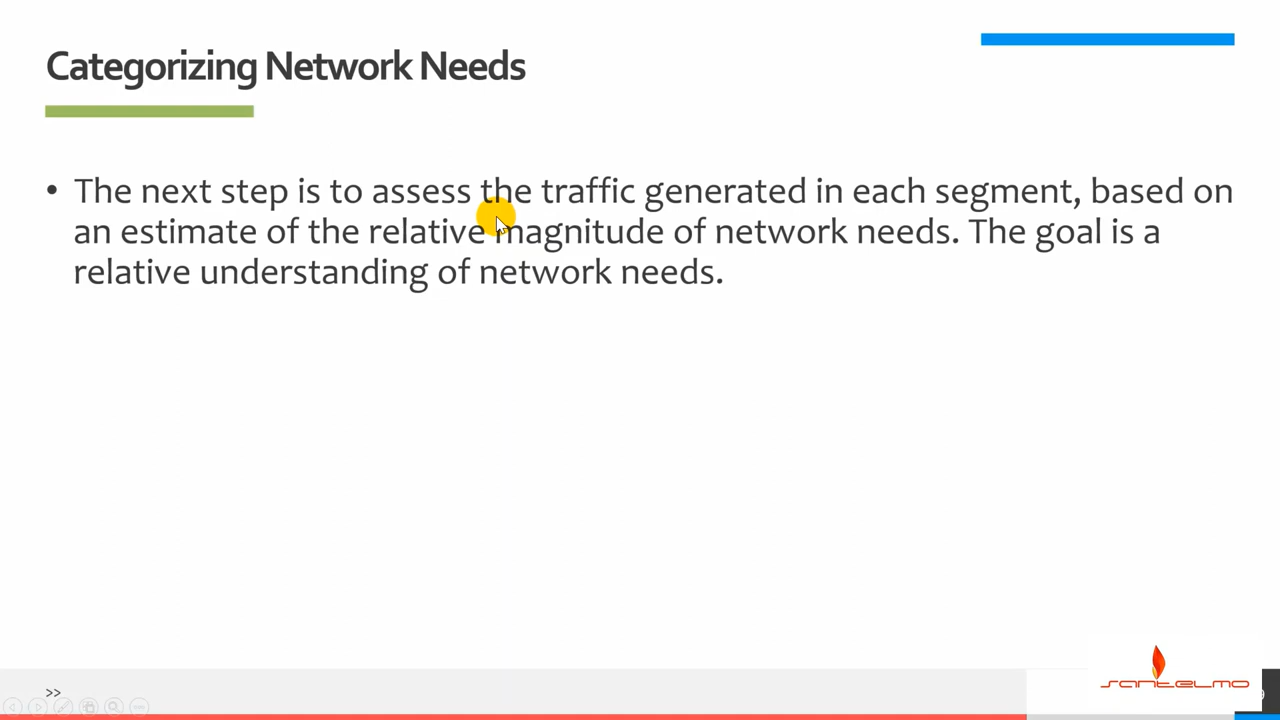 Categorizing Network Needs
• The next step is to assess the traffic generated in each segment, based on
an estimate of the relative magnitude of network needs. The goal is a
relative understanding of network needs.
>>
santelmo
9